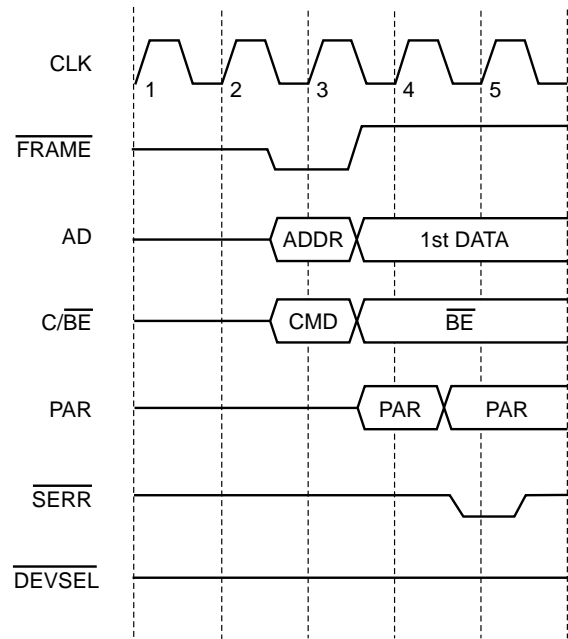 CLK
1 2 3 4 5
FRAME
AD ADDR 1st DATA
C/BE CMD BE
PAR PAR PAR
SERR
DEVSEL